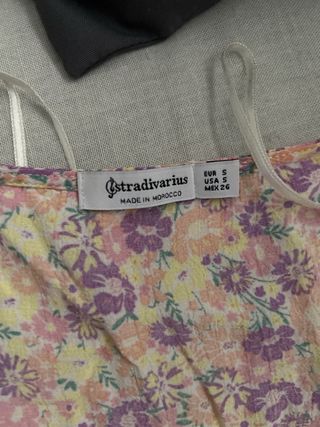 stradivarius
MADE IN MOROCCO
EUR S
USA S
MEX 26